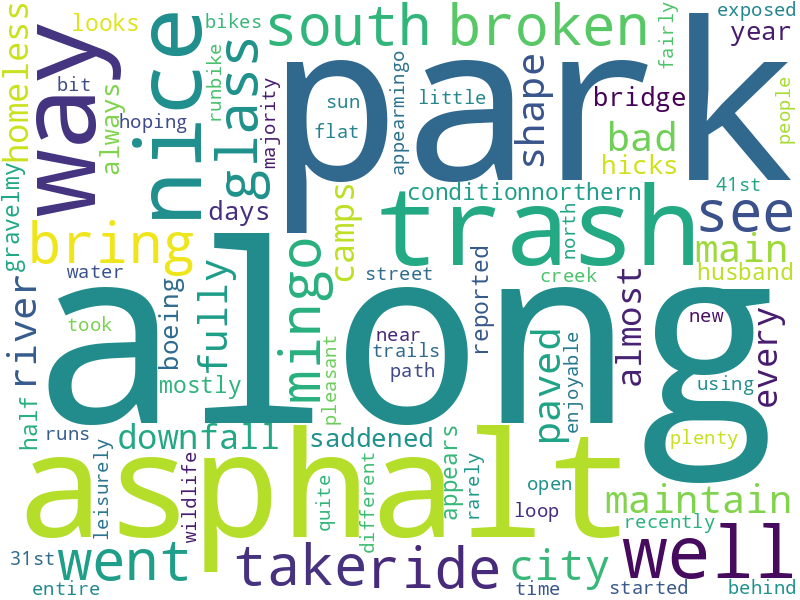 homeless
looks
way
bit
hoping
always
nice
bikes
runbike
glass
majority
south
broken
park
sun
flat
appearmingo
little
shape
bridge
bad
hicks
fairly
exposed
year
people
gravelmy
bring
days
camps
conditionnorthern
trash
north
41st
see
main
husband
river
water
took
boeing
fully
mingo
street
creek
reported
along
near
trails
path
almost
new
every
using
half
mostly
pleasant
paved
enjoyable
plenty
runs
downfall
saddened
asphalt
leisurely
wildlife
quite
different
appears
rarely
open
loop
maintain
recently
31st
went
entire
take
ride
city
time
well
started
behind